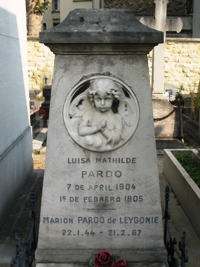 LUISA MATHILDE
PARDO
7 DE APRIL 1904
1º DE FEBRERO 1905
MARION PARDO de LEYGONIE
22.1.44 - 21.2.67